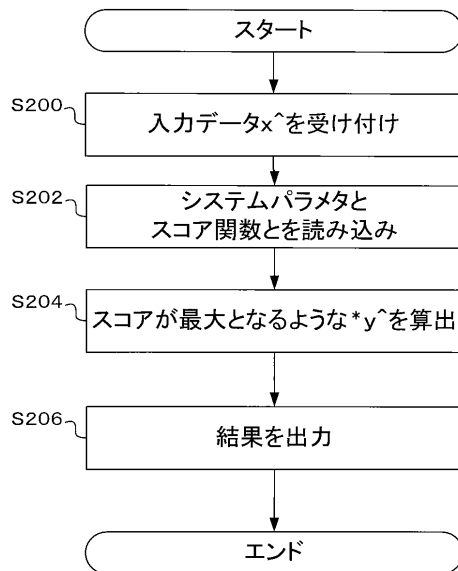 スタート
S200
入力データx^を受け付け
S202
システムパラメタと
スコア関数とを読み込み
S204
スコアが最大となるような*y^を算出
S206
結果を出力
エンド